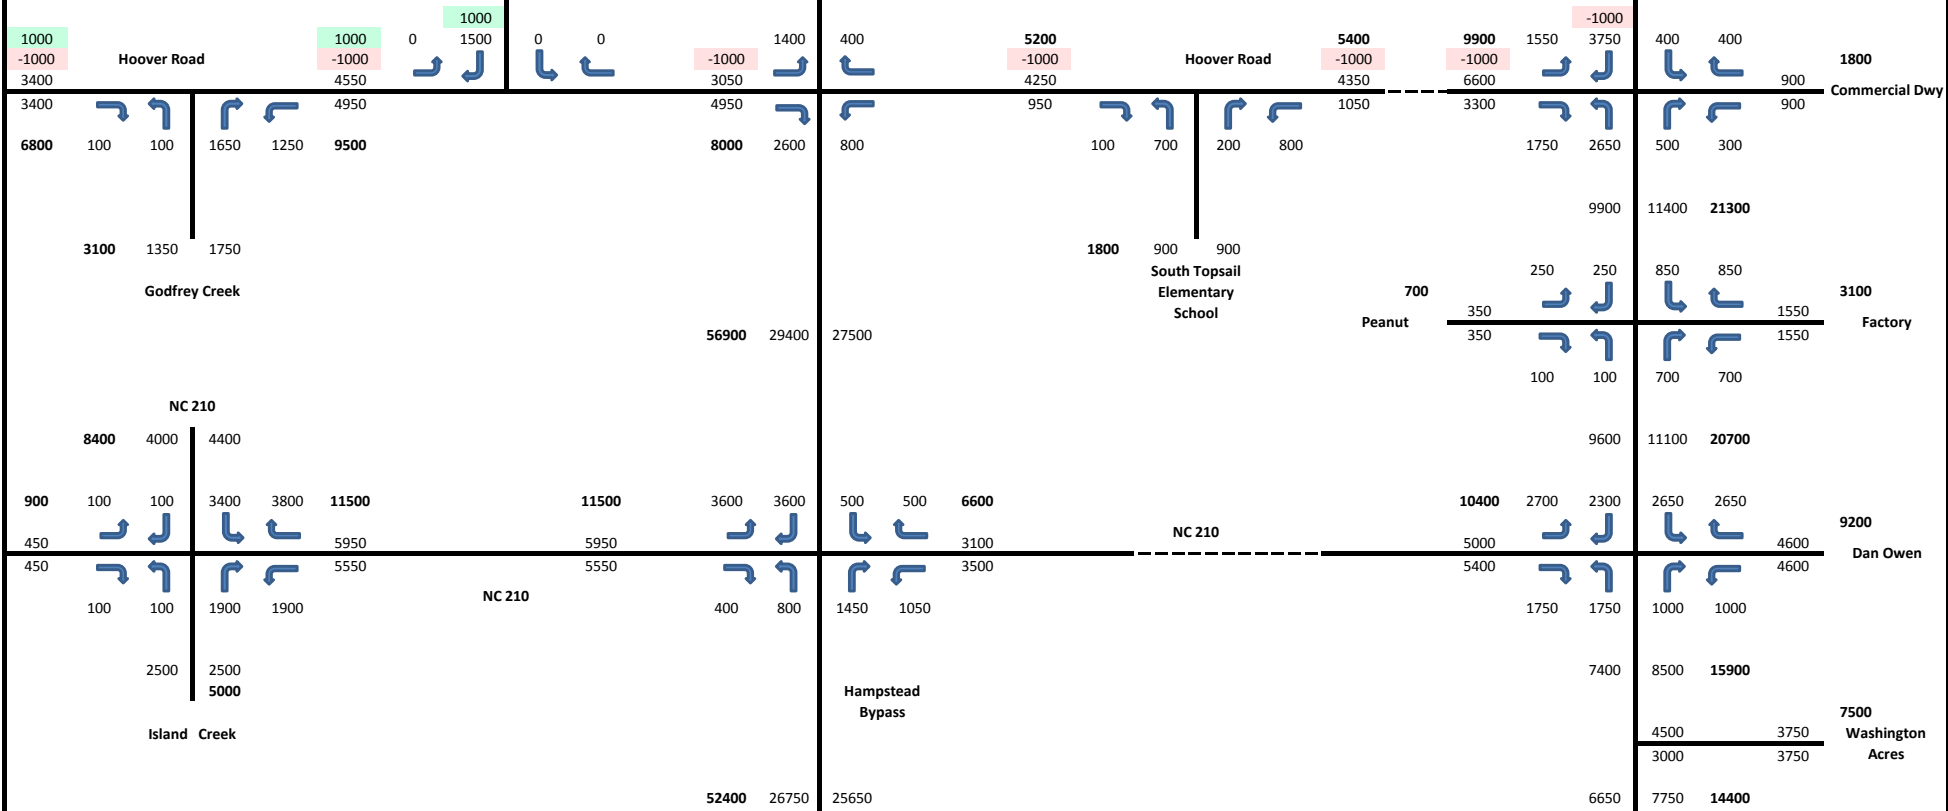 1000 -1000
1000 1000 0 1500 0 0 1400 400 5200 5400 9900 1550 3750 400 400
-1000 Hoover Road -1000 -1000 -1000 Hoover Road -1000 -1000 1800
3400 4550 3050 4250 4350 6600 900
Commercial Dwy
3400 4950 4950 950 1050 3300 900
6800 100 100 1650 1250 9500 8000 2600 800 100 700 200 800 1750 2650 500 300
9900 11400 21300
3100 1350 1750 1800 900 900
South Topsail 250 250 850 850
Godfrey Creek Elementary 700 3100
School 350 1550
Peanut Factory
56900 29400 27500 350 1550
100 100 700 700
NC 210
8400 4000 4400 9600 11100 20700
900 100 100 3400 3800 11500 11500 3600 3600 500 500 6600 10400 2700 2300 2650 2650
9200
NC 210
450 5950 5950 3100 5000 4600
Dan Owen
450 5550 5550 3500 5400 4600
NC 210
100 100 1900 1900 400 800 1450 1050 1750 1750 1000 1000
2500 2500 7400 8500 15900
5000 Hampstead
Bypass 7500
Island Creek 4500 3750 Washington
3000 3750 Acres
52400 26750 25650 6650 7750 14400